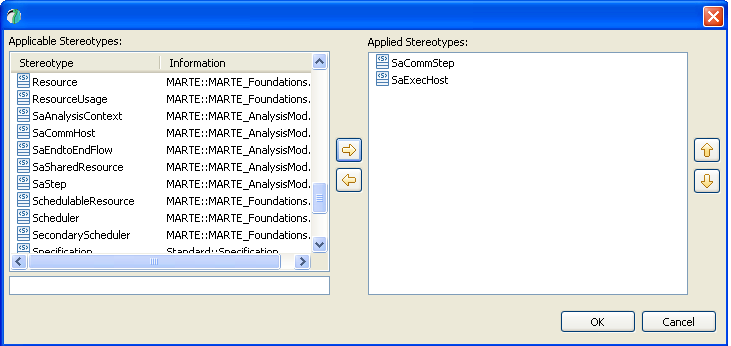 Applicable Stereotypes:
Stereotype Information
Resource MARTE::MARTE_Foundations.
ResourceUsage MARTE::MARTE_Foundations.
SaAnalysisContext MARTE::MARTE_AnalysisMod.
SaCommHost MARTE::MARTE_AnalysisMod.
SaEndtoEndFlow MARTE::MARTE_AnalysisMod.
SaSharedResource MARTE::MARTE_AnalysisMod.
SaStep MARTE::MARTE_AnalysisMod.
SchedulableResource MARTE::MARTE_Foundations.
Scheduler MARTE::MARTE_Foundations.
SecondaryScheduler MARTE::MARTE_Foundations.
Specification Standard::Specification
Applied Stereotypes:
SaCommStep
SaExecHost
OK Cancel